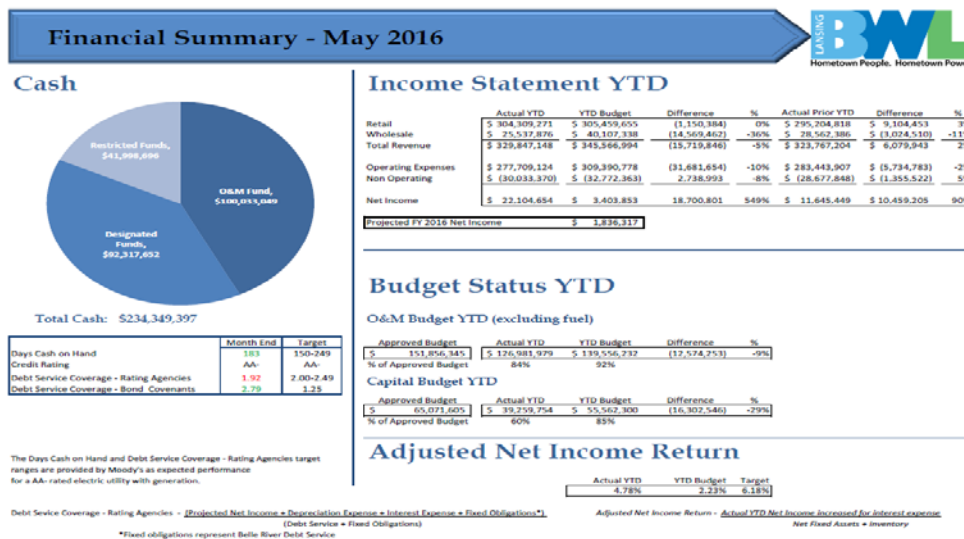 Financial Summary - May 2016
LANSING
BWL
Hometown People. Hometown Pow
Cash
Restricted Funds,
$41,998,696
O&M Fund,
$100,033,049
Designated
Funds,
$92,317,652
Total Cash: $234,349,397
Month End Target
Days Cash on Hand 183 150-249
Credit Rating AA- AA-
Debt Service Coverage - Rating Agencies 1.92 2.00-2.49
Debt Service Coverage - Bond Covenants 2.79 1.25
The Days Cash on Hand and Debt Service Coverage - Rating Agencies target
ranges are provided by Moody's as expected performance
for a AA- rated electric utility with generation.
Income Statement YTD
Actual YTD YTD Budget Difference % Actual Prior YTD Difference %
Retail $ 304,309,271 $ 305,459,655 (1,150,384) 0% $ 295,204,818 $ 9,104,453 3
Wholesale $ 25,537,876 $ 40,107,338 (14,569,462) -36% $ 28,562,386 $ (3,024,510) -11
Total Revenue $ 329,847,148 $ 345,566,994 (15,719,846) -5% $ 323,767,204 $ 6,079,943 2
Operating Expenses $ 277,709,124 $ 309,390,778 (31,681,654) -10% $ 283,443,907 $ (5,734,783) -2
Non Operating $ (30,033,370) $ (32,772,363) 2,738,993 -8% $ (28,677,848) $ (1,355,522) 5
Net Income $ 22,104,654 $ 3,403,853 18,700,801 549% $ 11,645,449 $ 10,459,205 90
Projected FY 2016 Net Income $ 1,836,317
Budget Status YTD
O&M Budget YTD (excluding fuel)
Approved Budget Actual YTD YTD Budget Difference %
$ 151,856,345 $ 126,981,979 $ 139,556,232 (12,574,253) -9%
% of Approved Budget 84% 92%
Capital Budget YTD
Approved Budget Actual YTD YTD Budget Difference %
$ 65,071,605 $ 39,259,754 $ 55,562,300 (16,302,546) -29%
% of Approved Budget 60% 85%
Adjusted Net Income Return
Actual YTD YTD Budget Target
4.78% 2.23% 6.18%
Debt Sevice Coverage - Rating Agencies - (Projected Net Income + Depreciation Expense + Interest Expense + Fixed Obligations*)
(Debt Service + Fixed Obligations)
*Fixed obligations represent Belle River Debt Service
Adjusted Net Income Return - Actual YTD Net Income increased for interest expense
Net Fixed Assets + Inventory